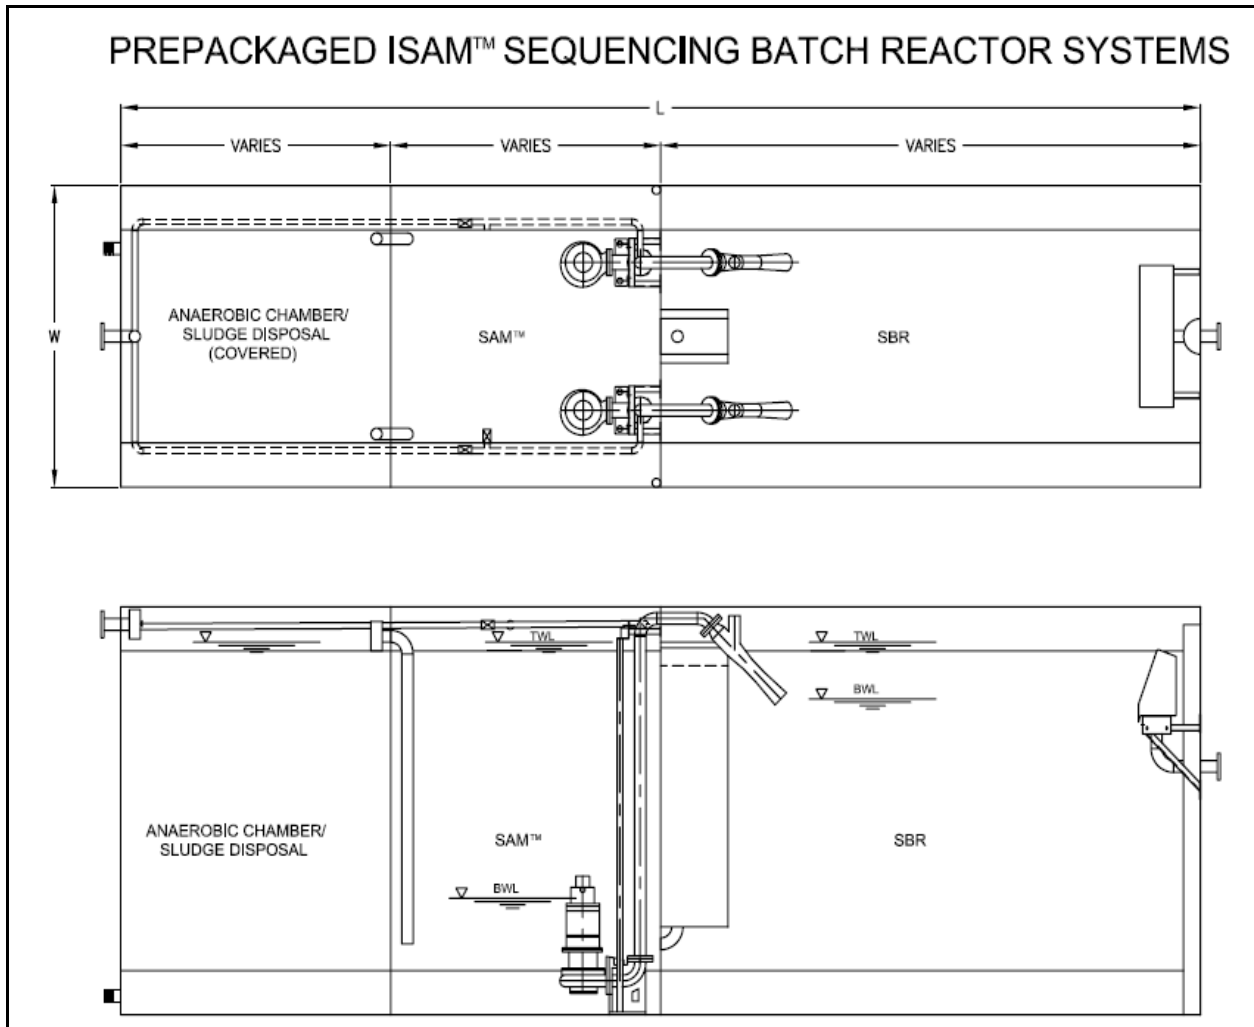 PREPACKAGED ISAM™ SEQUENCING BATCH REACTOR SYSTEMS
L
VARIES
VARIES
VARIES
W
ANAEROBIC CHAMBER/
SLUDGE DISPOSAL
(COVERED)
SAM™
SBR
TWL
TWL
BWL
ANAEROBIC CHAMBER/
SLUDGE DISPOSAL
SAM™
SBR
BWL